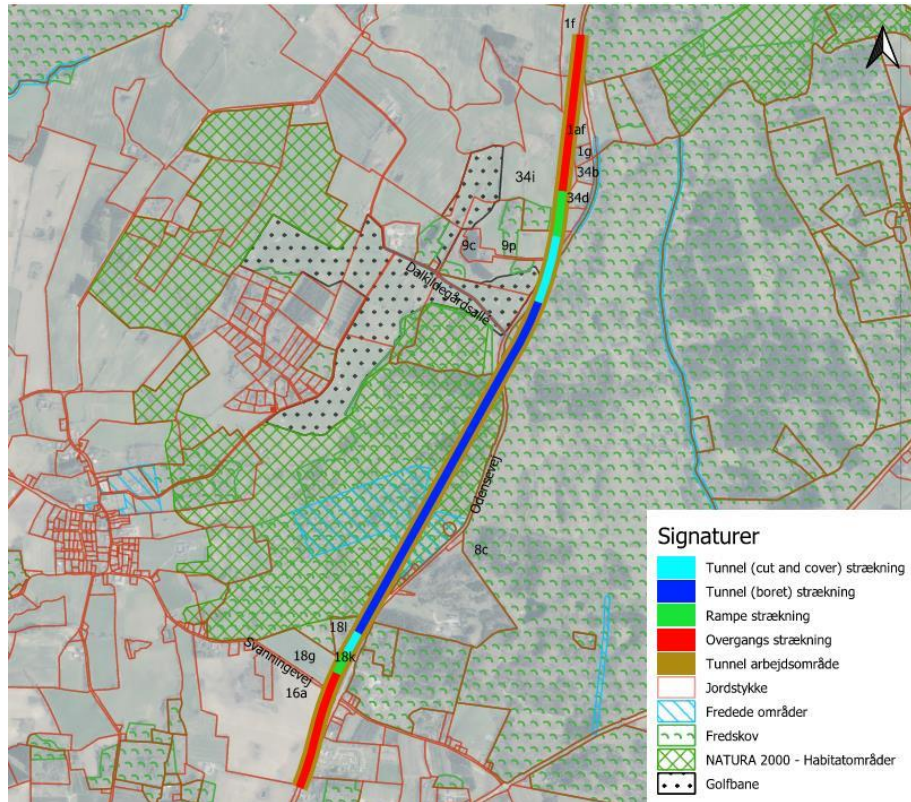 1f
1af
1g
34i
34b
34d
9c
9p
Dalkildegårdsalle
Odensevej
8c
18l
Svanningevej
18g
18k
16a
Signaturer
Tunnel (cut and cover) strækning
Tunnel (boret) strækning
Rampe strækning
Overgangs strækning
Tunnel arbejdsområde
Jordstykke
Fredede områder
Fredskov
NATURA 2000 - Habitatområder
Golfbane